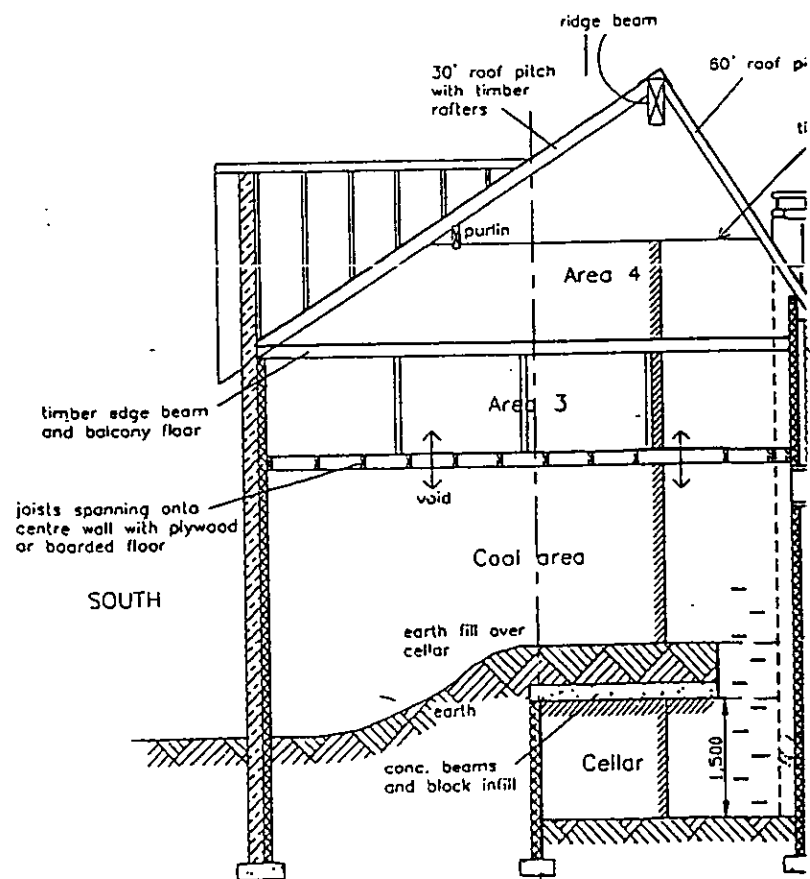 ridge beam
30° roof pitch
with timber
rafters
60° roof
purlin
Area 4
timber edge beam
and balcony floor
Area 3
joists spanning onto
centre wall with plywood
or boarded floor
void
Cool area
SOUTH
earth fill over
cellar
earth
conc. beams
and block infill
Cellar
1,500